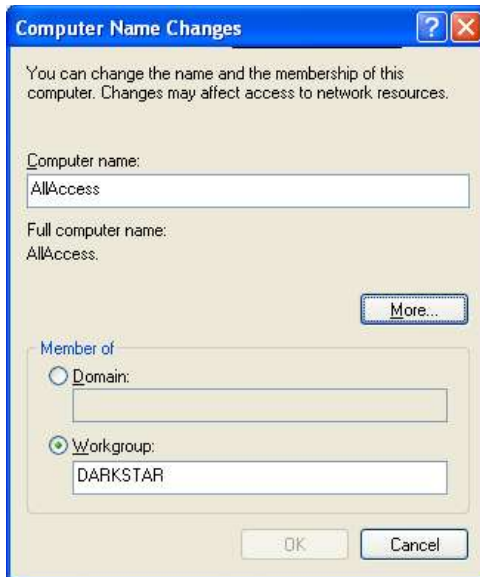 Computer Name Changes
You can change the name and the membership of this
computer. Changes may affect access to network resources.
Computer name:
AllAccess
Full computer name:
AllAccess.
More...
Member of
Domain:
Workgroup:
DARKSTAR
OK
Cancel